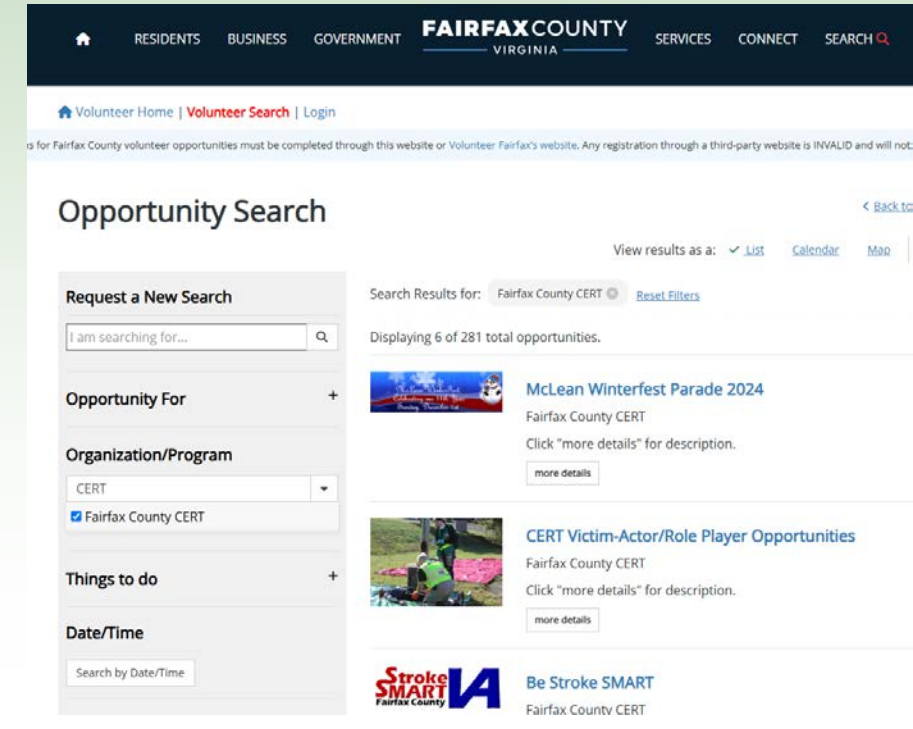 RESIDENTS BUSINESS GOVERNMENT FAIRFAXCOUNTY VIRGINIA SERVICES CONNECT SEARCH
Volunteer Home | Volunteer Search | Login
for Fairfax County volunteer opportunities must be completed through this website or Volunteer Fairfax's website. Any registration through a third-party website is INVALID and will not
Opportunity Search
< Back to
View results as a: ✓ List Calendar Map
Request a New Search
I am searching for...
Opportunity For +
Organization/Program
CERT
Fairfax County CERT
Things to do +
Date/Time
Search by Date/Time
Search Results for: Fairfax County CERT Reset Filters
Displaying 6 of 281 total opportunities.
McLean Winterfest Parade 2024
Fairfax County CERT
Click "more details" for description.
more details
CERT Victim-Actor/Role Player Opportunities
Fairfax County CERT
Click "more details" for description.
more details
Stroke
SMART VA
Fairfax County
Be Stroke SMART
Fairfax County CERT